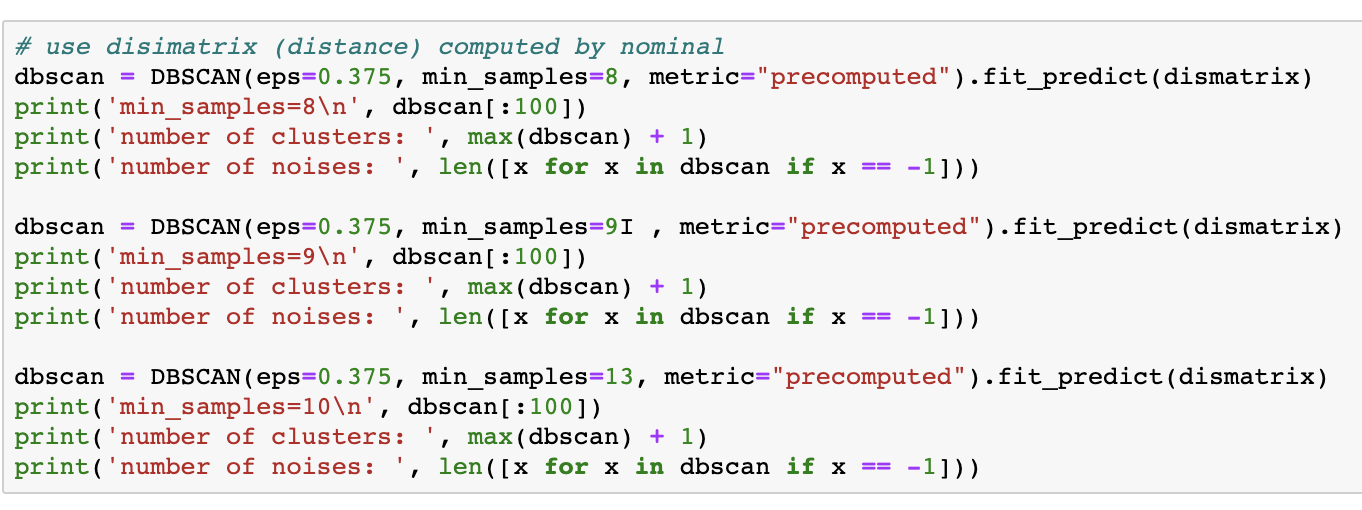 # use disimatrix (distance) computed by nominal
dbscan = DBSCAN(eps=0.375, min_samples=8, metric="precomputed").fit_predict(dismatrix)
print('min_samples=8\n', dbscan[:100])
print('number of clusters: ', max(dbscan) + 1)
print('number of noises: ', len([x for x in dbscan if x == -1]))

dbscan = DBSCAN(eps=0.375, min_samples=9I , metric="precomputed").fit_predict(dismatrix)
print('min_samples=9\n', dbscan[:100])
print('number of clusters: ', max(dbscan) + 1)
print('number of noises: ', len([x for x in dbscan if x == -1]))

dbscan = DBSCAN(eps=0.375, min_samples=13, metric="precomputed").fit_predict(dismatrix)
print('min_samples=10\n', dbscan[:100])
print('number of clusters: ', max(dbscan) + 1)
print('number of noises: ', len([x for x in dbscan if x == -1]))